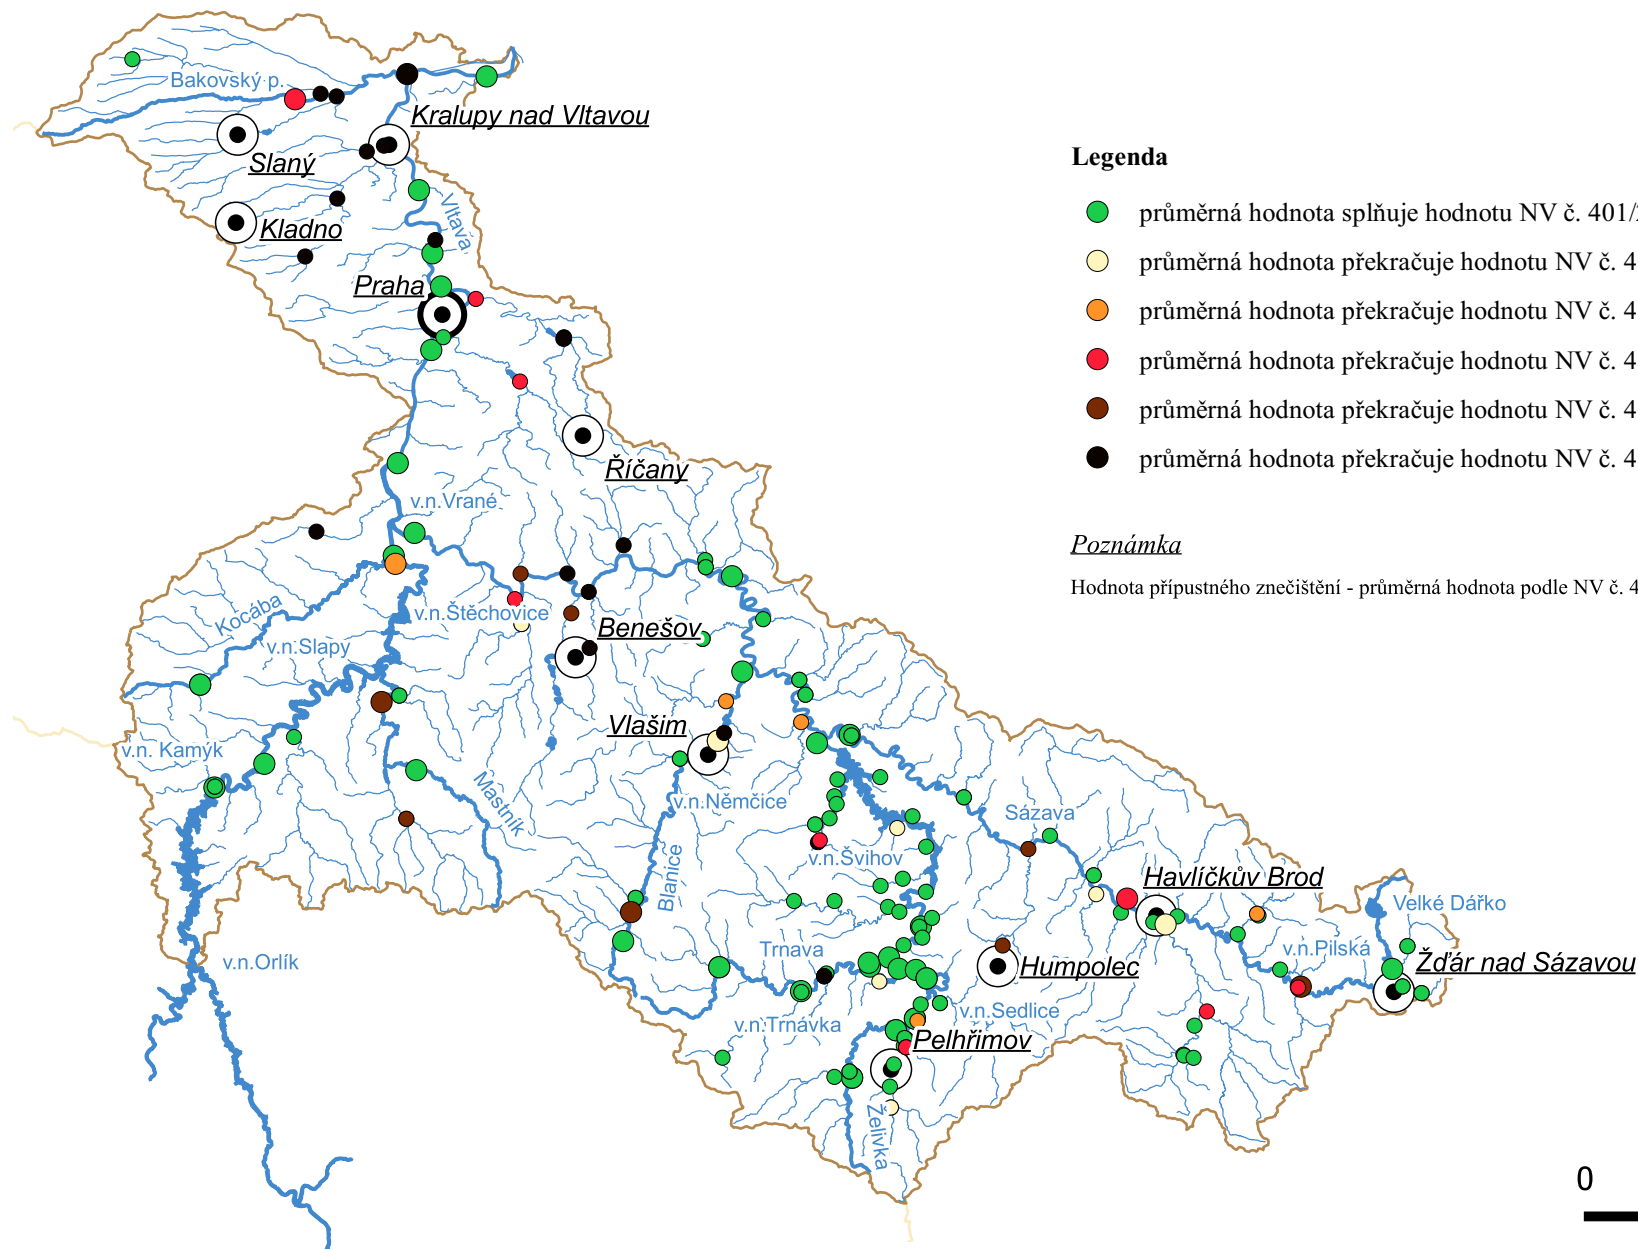 Bakovský p.
Kralupy nad Vltavou
Slaný
Kladno
Vltava
Praha
Říčany
v.n.Vrané
Kocába
v.n.Štěchovice
v.n.Slapy
Benešov
v.n. Kamýk
Vlašim
Mastník
v.n.Němčice
Sázava
v.n.Švihov
Blanice
Havlíčkův Brod
Velké Dářko
Trnava
v.n.Pilská
v.n.Orlík
Humpolec
Žďár nad Sázavou
v.n.Trnávka
v.n.Sedlice
Pelhřimov
Želivka
Legenda
průměrná hodnota splňuje hodnotu NV č. 401/
průměrná hodnota překračuje hodnotu NV č. 4
průměrná hodnota překračuje hodnotu NV č. 4
průměrná hodnota překračuje hodnotu NV č. 4
průměrná hodnota překračuje hodnotu NV č. 4
průměrná hodnota překračuje hodnotu NV č. 4
Poznámka
Hodnota přípustného znečištění - průměrná hodnota podle NV č. 4
0